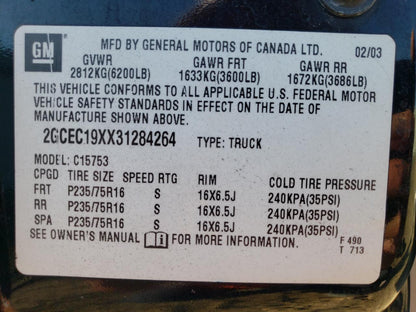 GM
MFD BY GENERAL MOTORS OF CANADA LTD. 02/03
GVWR GAWR FRT GAWR RR
2812KG(6200LB) 1633KG(3600LB) 1672KG(3686LB)
THIS VEHICLE CONFORMS TO ALL APPLICABLE U.S. FEDERAL MOTOR
VEHICLE SAFETY STANDARDS IN EFFECT ON THE DATE OF
MANUFACTURE SHOWN ABOVE.
2GCEC19XX31284264 TYPE: TRUCK
MODEL: C15753
CPGD TIRE SIZE SPEED RTG RIM COLD TIRE PRESSURE
FRT P235/75R16 S 16X6.5J 240KPA(35PSI)
RR P235/75R16 S 16X6.5J 240KPA(35PSI)
SPA P235/75R16 S 16X6.5J 240KPA(35PSI)
SEE OWNER'S MANUAL FOR MORE INFORMATION. F 490
T 713